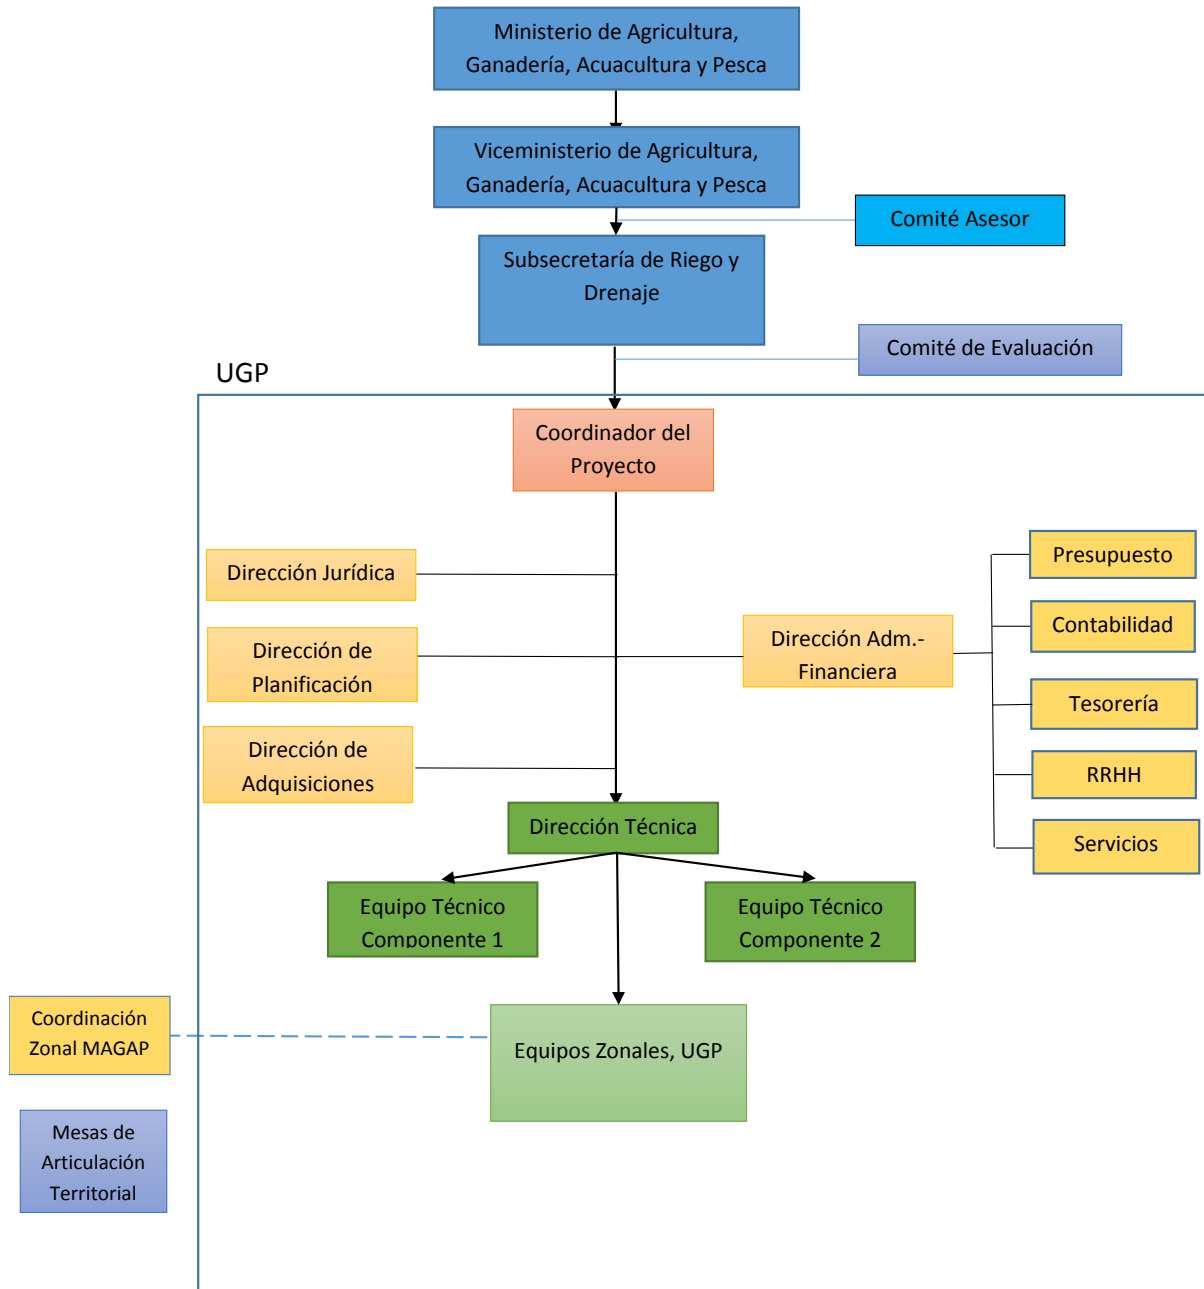 Ministerio de Agricultura,
Ganadería, Acuacultura y Pesca
Viceministerio de Agricultura,
Ganadería, Acuacultura y Pesca
Comité Asesor
Subsecretaría de Riego y
Drenaje
Comité de Evaluación
UGP
Coordinador del
Proyecto
Dirección Jurídica
Dirección de
Planificación
Dirección de
Adquisiciones
Dirección Adm.-
Financiera
Presupuesto
Contabilidad
Tesorería
RRHH
Servicios
Dirección Técnica
Equipo Técnico
Componente 1
Equipo Técnico
Componente 2
Coordinación
Zonal MAGAP
Equipos Zonales, UGP
Mesas de
Articulación
Territorial